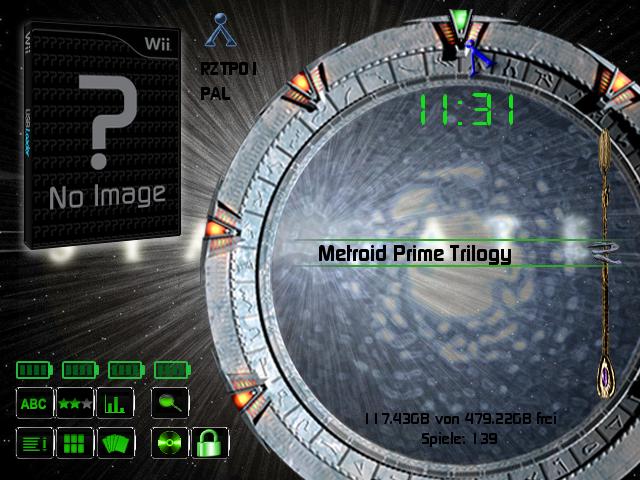 Wii
No Image
RZTP01
PAL
11:31
Metroid Prime Trilogy
ABC
117.43GB von 479.22GB frei
Spiele: 139